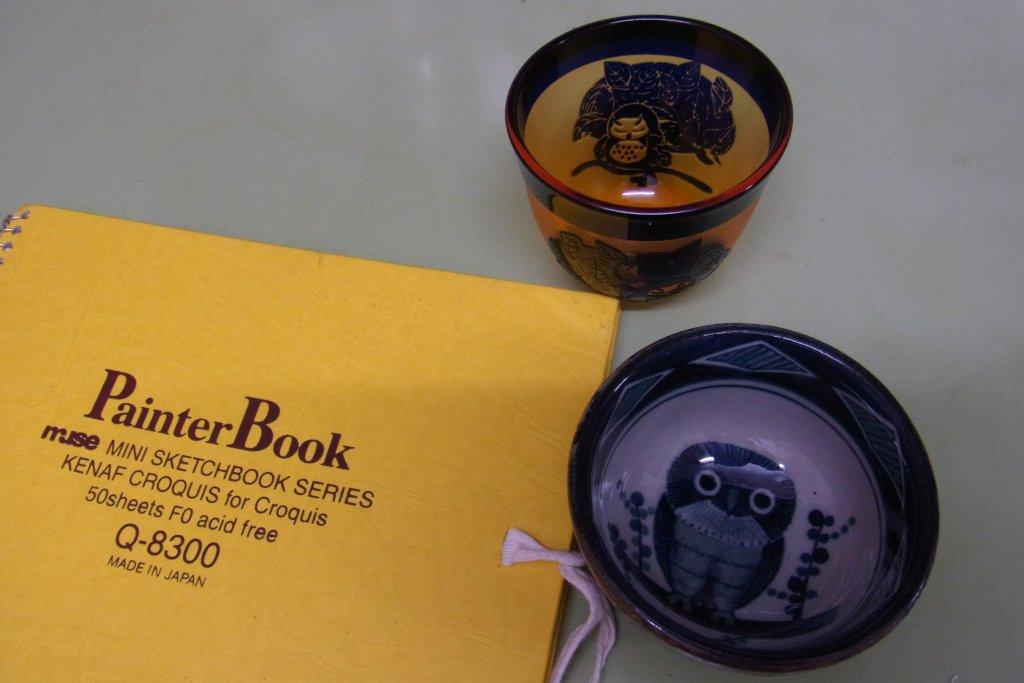 PainterBook
muse MINI SKETCHBOOK SERIES
KENAF CROQUIS for Croquis
50sheets F0 acid free
Q-8300
MADE IN JAPAN